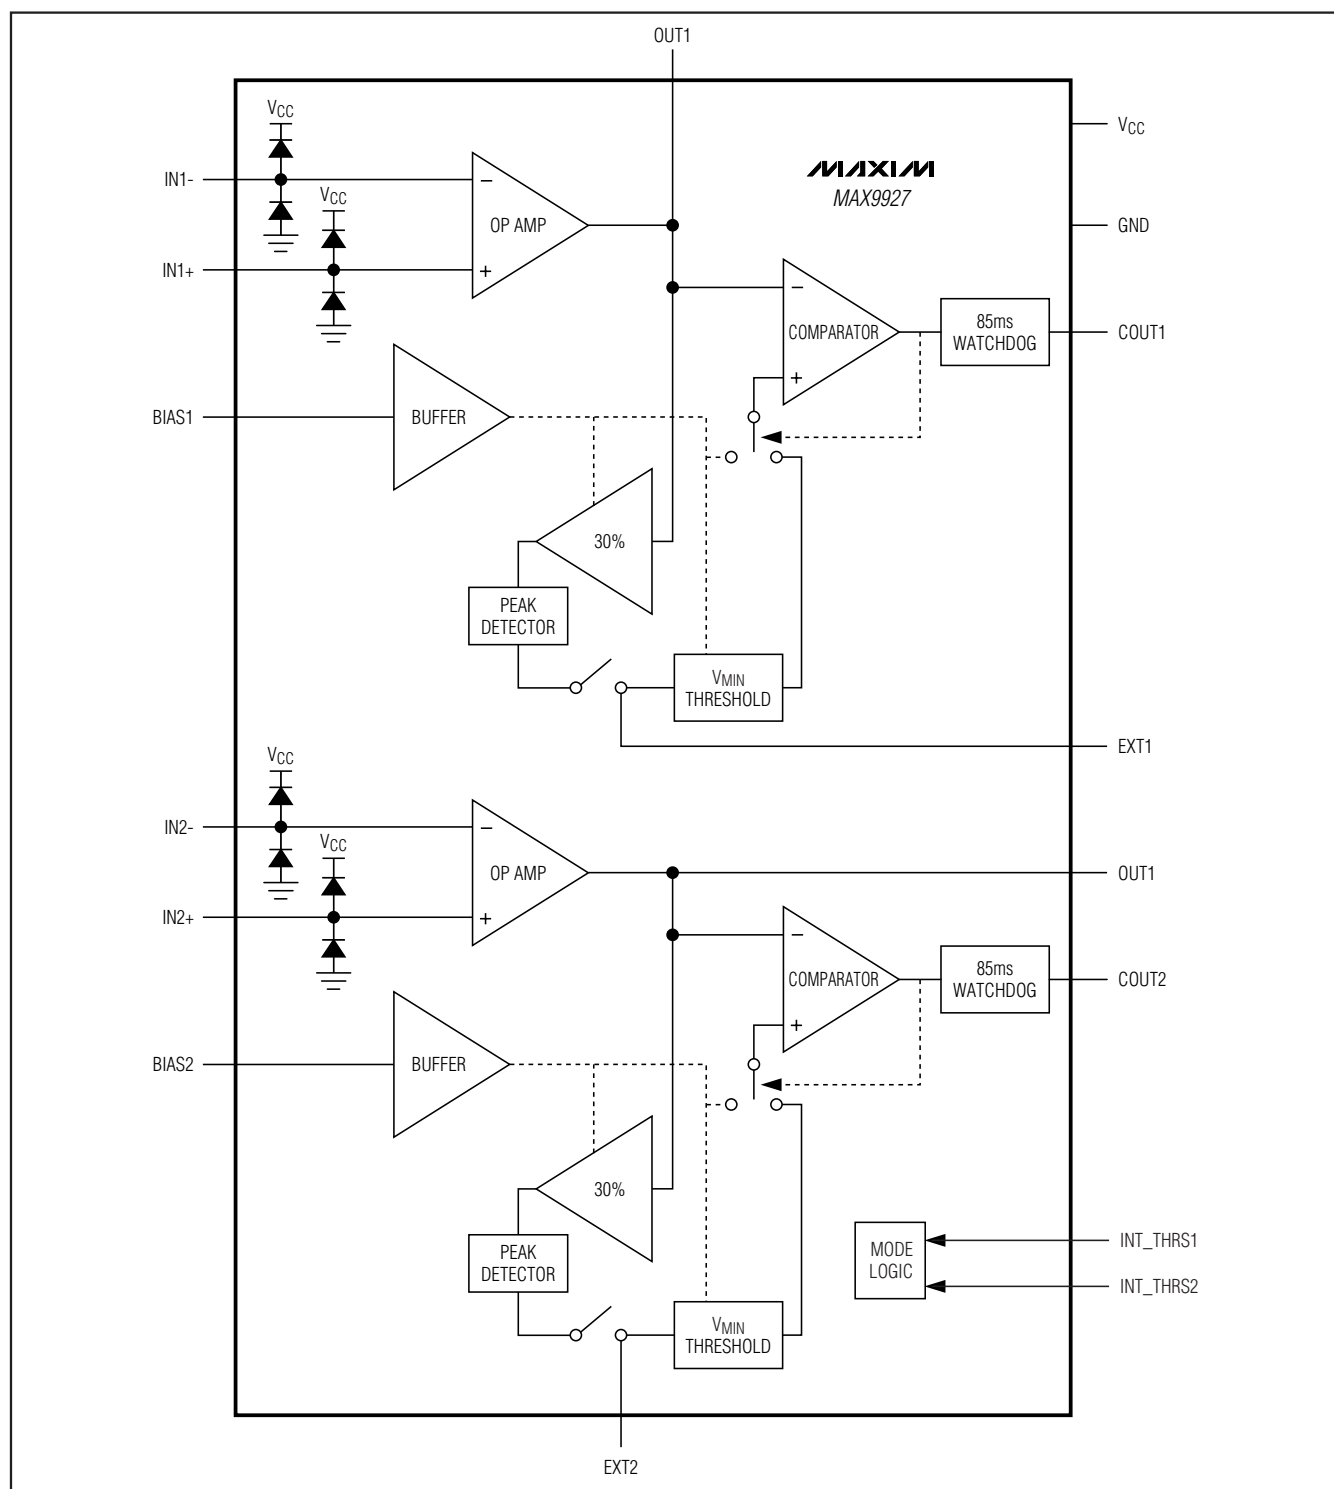 OUT1
VCC
VCC
IN1-
−
MAXIM
MAX9927
VCC
OP AMP
GND
IN1+
+
−
COMPARATOR
85ms
WATCHDOG
COUT1
+
BIAS1
BUFFER
30%
PEAK
DETECTOR
VMIN
THRESHOLD
EXT1
VCC
IN2-
−
VCC
OP AMP
OUT1
IN2+
+
−
COMPARATOR
85ms
WATCHDOG
COUT2
+
BIAS2
BUFFER
30%
PEAK
DETECTOR
MODE
LOGIC
INT_THRS1
INT_THRS2
VMIN
THRESHOLD
EXT2